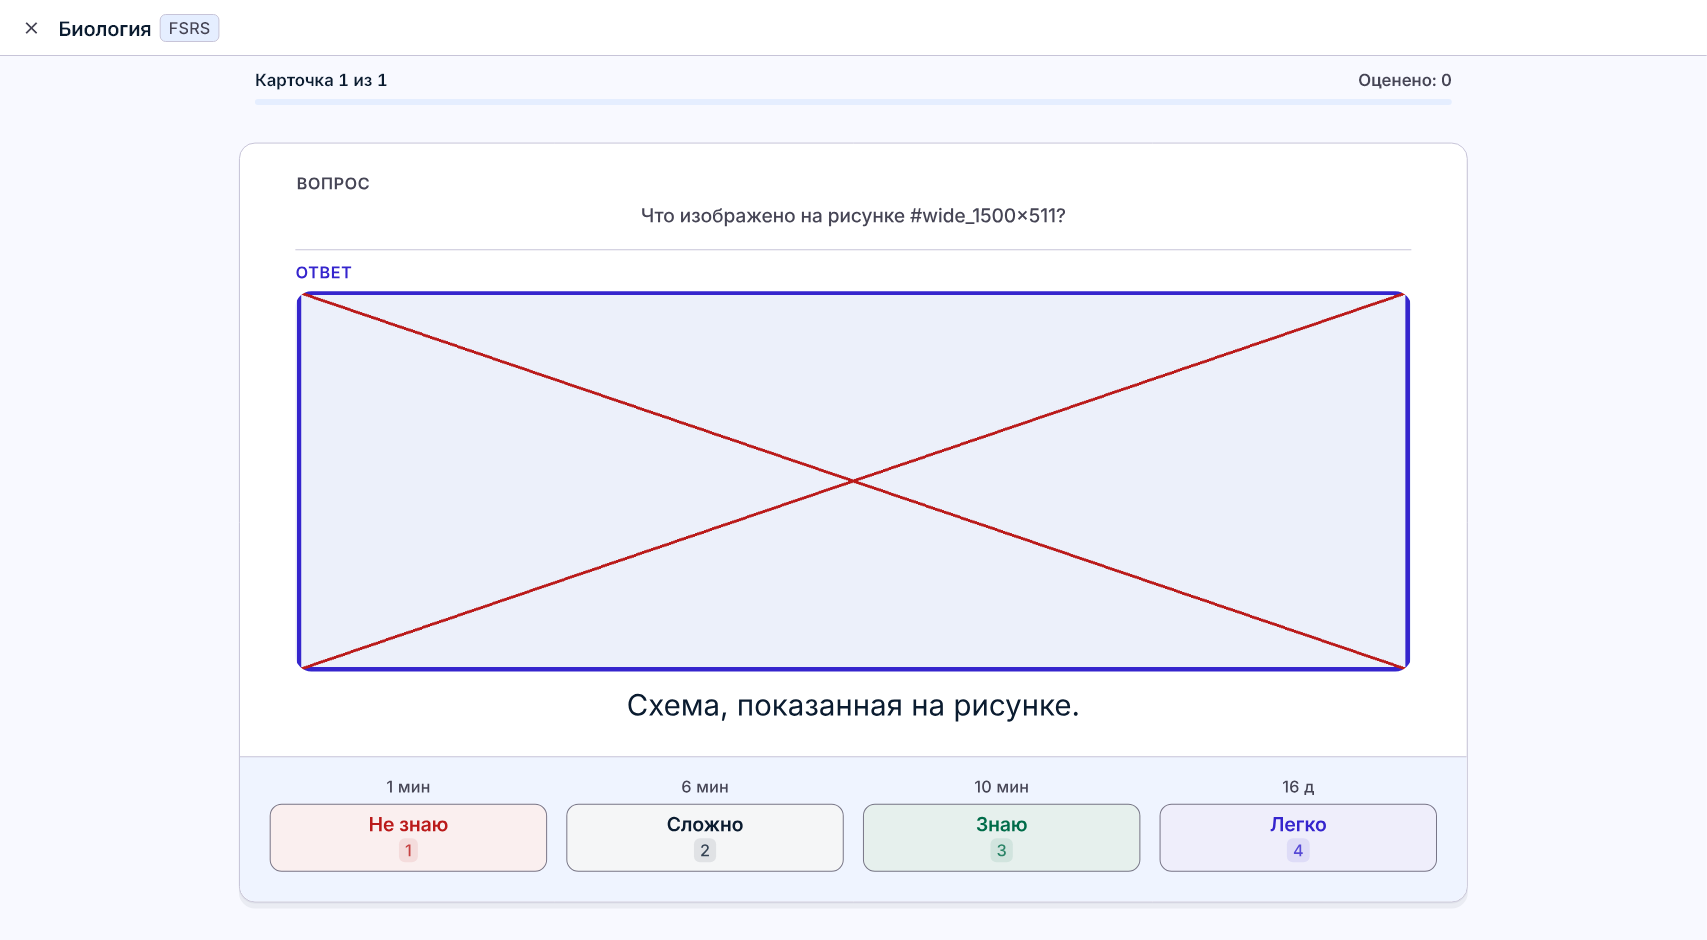 Биология FSRS
Карточка 1 из 1
Оценено: 0
ВОПРОС
Что изображено на рисунке #wide_1500×511?
ОТВЕТ
Схема, показанная на рисунке.
1 мин
Не знаю
1
6 мин
Сложно
2
10 мин
Знаю
3
16 д
Легко
4